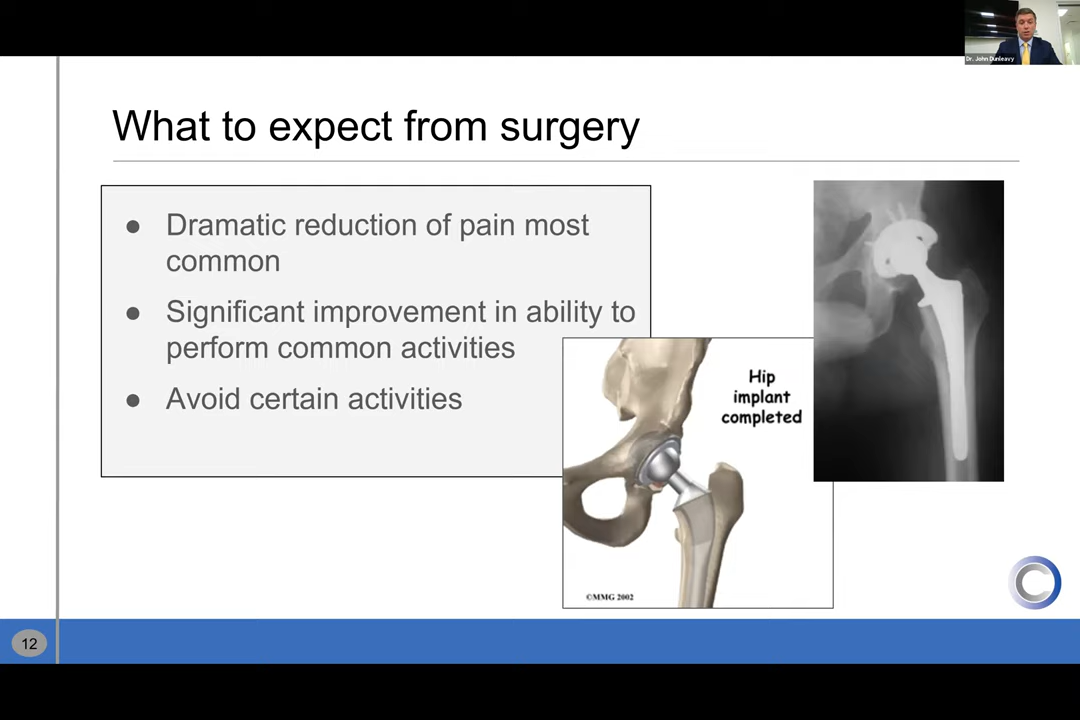 Dr. John Dunleavy
What to expect from surgery
● Dramatic reduction of pain most
common
● Significant improvement in ability to
perform common activities
● Avoid certain activities
Hip
implant
completed
©MMG 2002
12